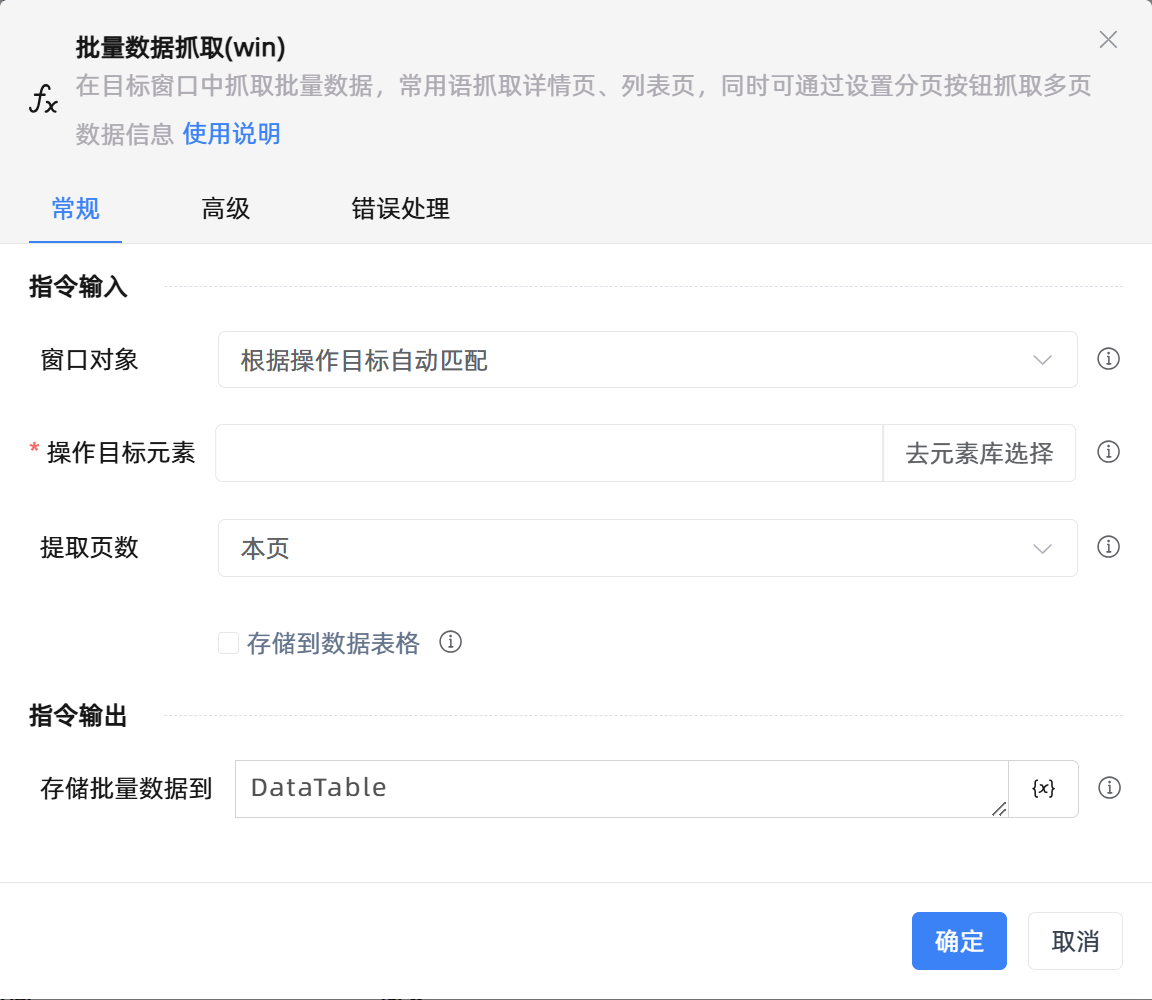 批量数据抓取(win)
在目标窗口中抓取批量数据，常用语抓取详情页、列表页，同时可通过设置分页按钮抓取多页
数据信息 使用说明
fx
常规 高级 错误处理
指令输入
窗口对象 根据操作目标自动匹配
* 操作目标元素 去元素库选择
提取页数 本页
存储到数据表格
指令输出
存储批量数据到 DataTable {x}
确定 取消